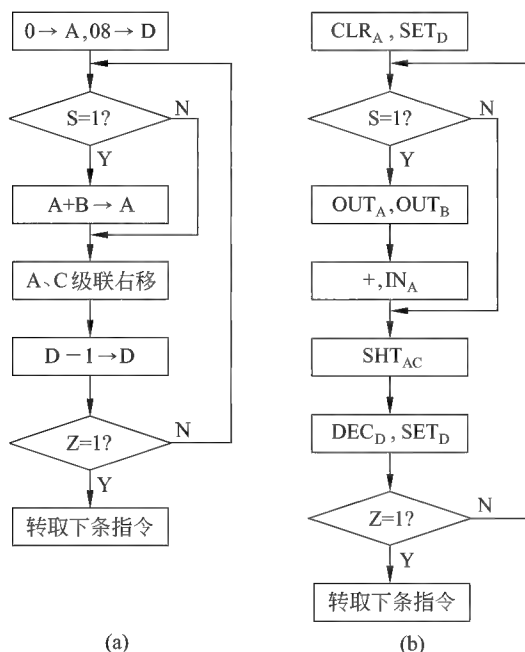 0→A,08→D
S=1?
N
Y
A+B→A
A、C级联右移
D－1→D
Z=1?
N
Y
转取下条指令
(a)
CLR_A, SET_D
S=1?
N
Y
OUT_A,OUT_B
+,IN_A
SHT_AC
DEC_D, SET_D
Z=1?
N
Y
转取下条指令
(b)